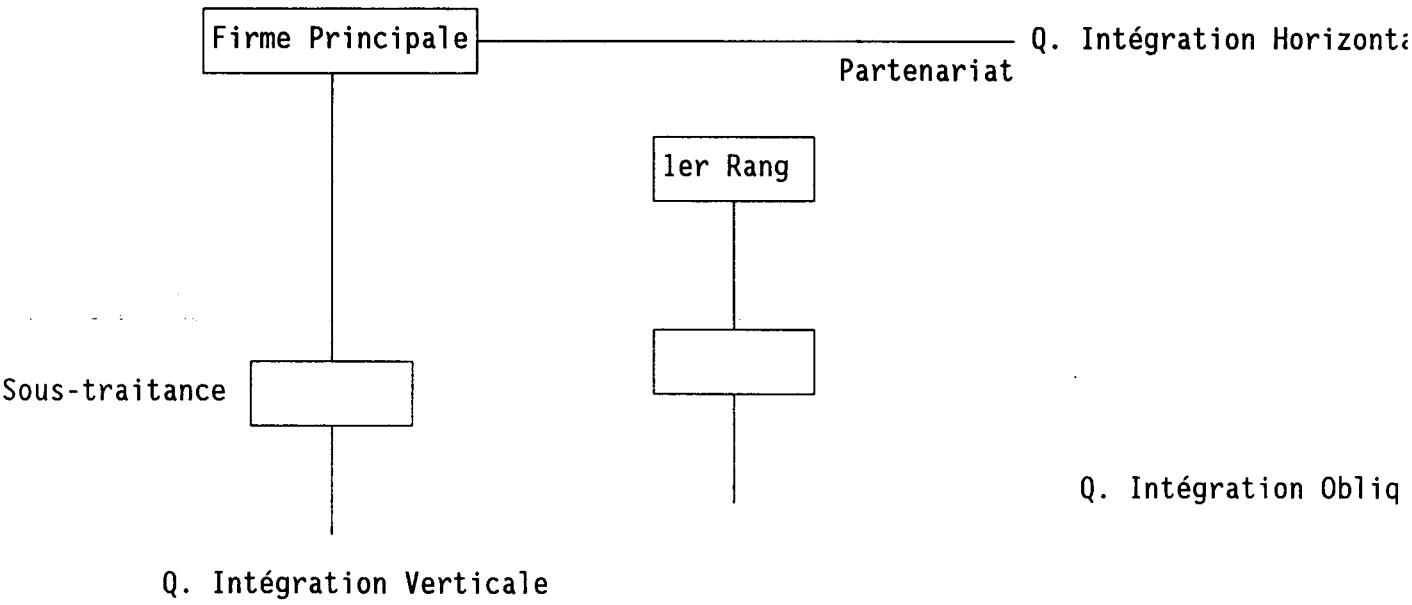 Firme Principale
Q. Intégration Horizonta
Partenariat
1er Rang
Sous-traitance
Q. Intégration Obliq
Q. Intégration Verticale